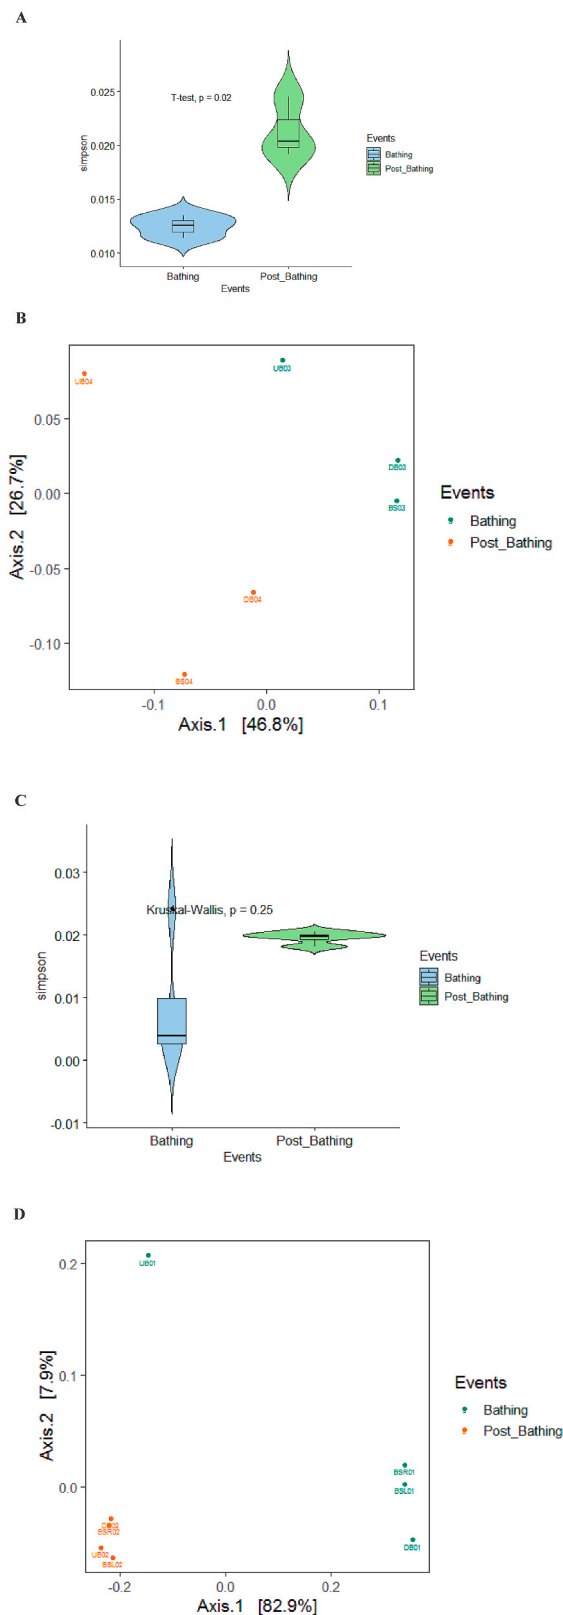 A
0.025
T-test, p = 0.02
0.020
simpson
Events
Bathing
Post_Bathing
0.015
0.010
Bathing Post_Bathing
Events
B
UB04
UB03
0.05
DB03
0.00
BS03
Axis.2 [26.7%]
Events
Bathing
Post_Bathing
-0.05
DB04
-0.10
BS04
-0.1 0.0 0.1
Axis.1 [46.8%]
C
0.03
Kruskal-Wallis, p = 0.25
0.02
simpson
Events
Bathing
Post_Bathing
0.01
0.00
-0.01
Bathing Post_Bathing
Events
D
0.2
UB01
Axis.2 [7.9%]
0.1
Events
Bathing
Post_Bathing
BSR01
0.0
BSL01
DB02
BSR02
DB01
UB02
BSL02
-0.2 0.0 0.2
Axis.1 [82.9%]